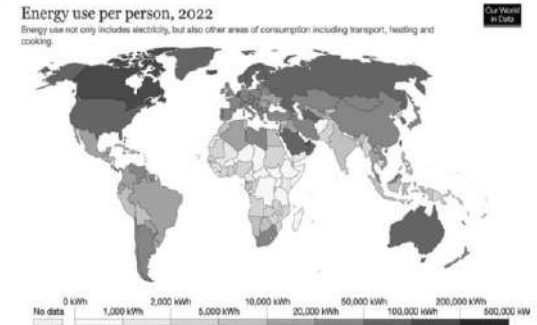 Energy use per person, 2022
Our World
in Data
Energy use not only includes electricity, but also other areas of consumption including transport, heating and
cooking.
0 kWh 2,000 kWh 10,000 kWh 50,000 kWh 200,000 kWh
No data 1,000 kWh 5,000 kWh 20,000 kWh 100,000 kWh 500,000 kW